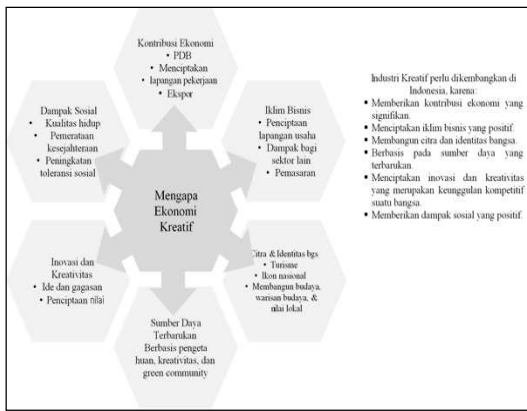 Kontribusi Ekonomi
• PDB
• Menciptakan
• lapangan pekerjaan
• Ekspor
Iklim Bisnis
• Penciptaan
lapangan usaha
• Dampak bagi
sektor lain
• Pemasaran
Citra & Identitas bgs
• Turisme
• Ikon nasional
• Membangun budaya,
warisan budaya, &
nilai lokal
Sumber Daya
Terbarukan
Berbasis pengeta
huan, kreativitas, dan
green community
Inovasi dan
Kreativitas
• Ide dan gagasan
• Penciptaan nilai
Dampak Sosial
• Kualitas hidup
• Pemerataan
kesejahteraan
• Peningkatan
toleransi sosial
Mengapa
Ekonomi
Kreatif
Industri Kreatif perlu dikembangkan di
Indonesia, karena:
• Memberikan kontribusi ekonomi yang
signifikan.
• Menciptakan iklim bisnis yang positif.
• Membangun citra dan identitas bangsa.
• Berbasis pada sumber daya yang
terbarukan.
• Menciptakan inovasi dan kreativitas
yang merupakan keunggulan kompetitif
suatu bangsa.
• Memberikan dampak sosial yang positif.